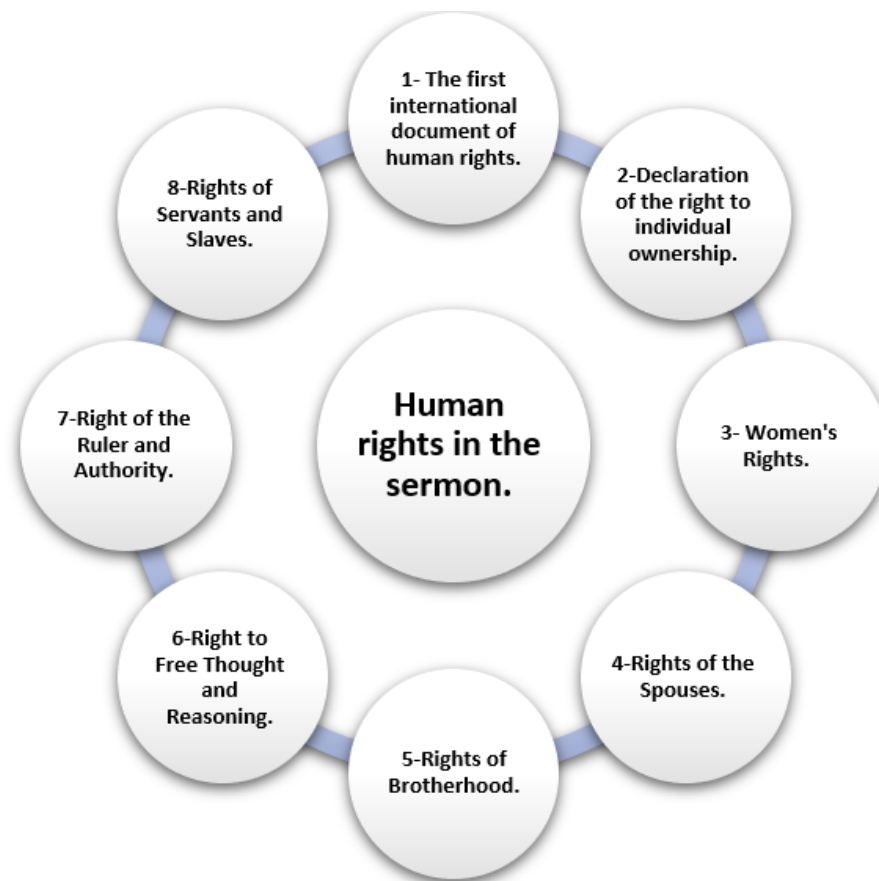 1- The first
international
document of
human rights.
2-Declaration
of the right to
individual
ownership.
3- Women's
Rights.
4-Rights of the
Spouses.
5-Rights of
Brotherhood.
6-Right to
Free Thought
and
Reasoning.
7-Right of the
Ruler and
Authority.
8-Rights of
Servants and
Slaves.
Human
rights in the
sermon.